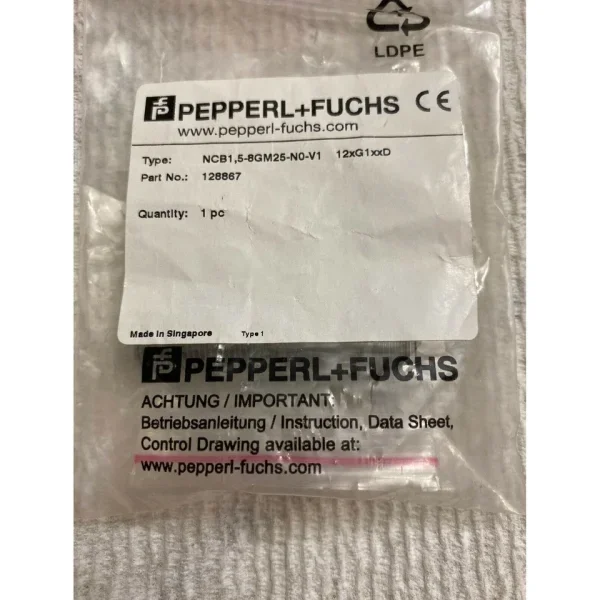 LDPE
PEPPERL+FUCHS CE
www.pepperl-fuchs.com
Type: NCB1,5-8GM25-N0-V1 12xG1xxD
Part No.: 128867
Quantity: 1 pc
Made in Singapore Type 1
PEPPERL+FUCHS
ACHTUNG / IMPORTANT:
Betriebsanleitung / Instruction, Data Sheet,
Control Drawing available at:
www.pepperl-fuchs.com